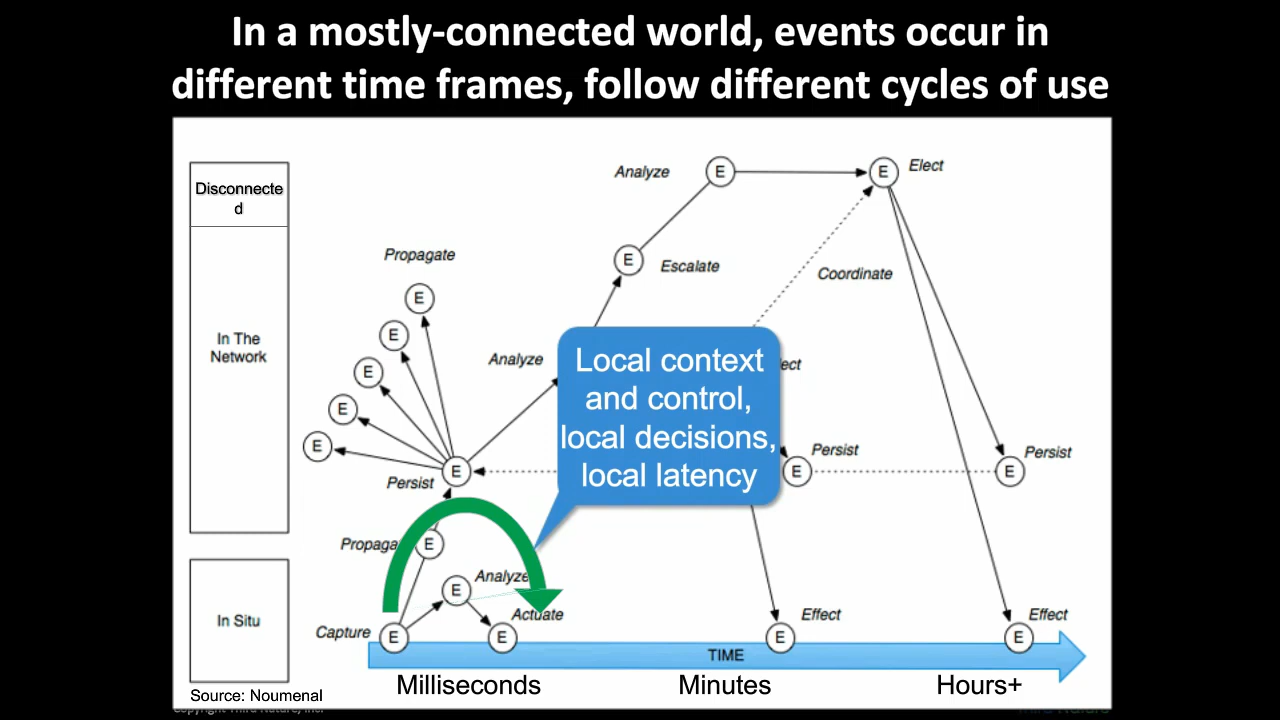 In a mostly-connected world, events occur in
different time frames, follow different cycles of use
Disconnecte
d
In The
Network
In Situ
Analyze
E
E
Elect
Propagate
E
Escalate
E
Coordinate
E
E
E
E
Analyze
Local context
and control,
local decisions,
local latency
E
Persist
E
Persist
E
Persist
E
E
Analyze
E
Actuate
Capture
E
E
Effect
E
Effect
E
TIME
Source: Noumenal
Milliseconds
Minutes
Hours+